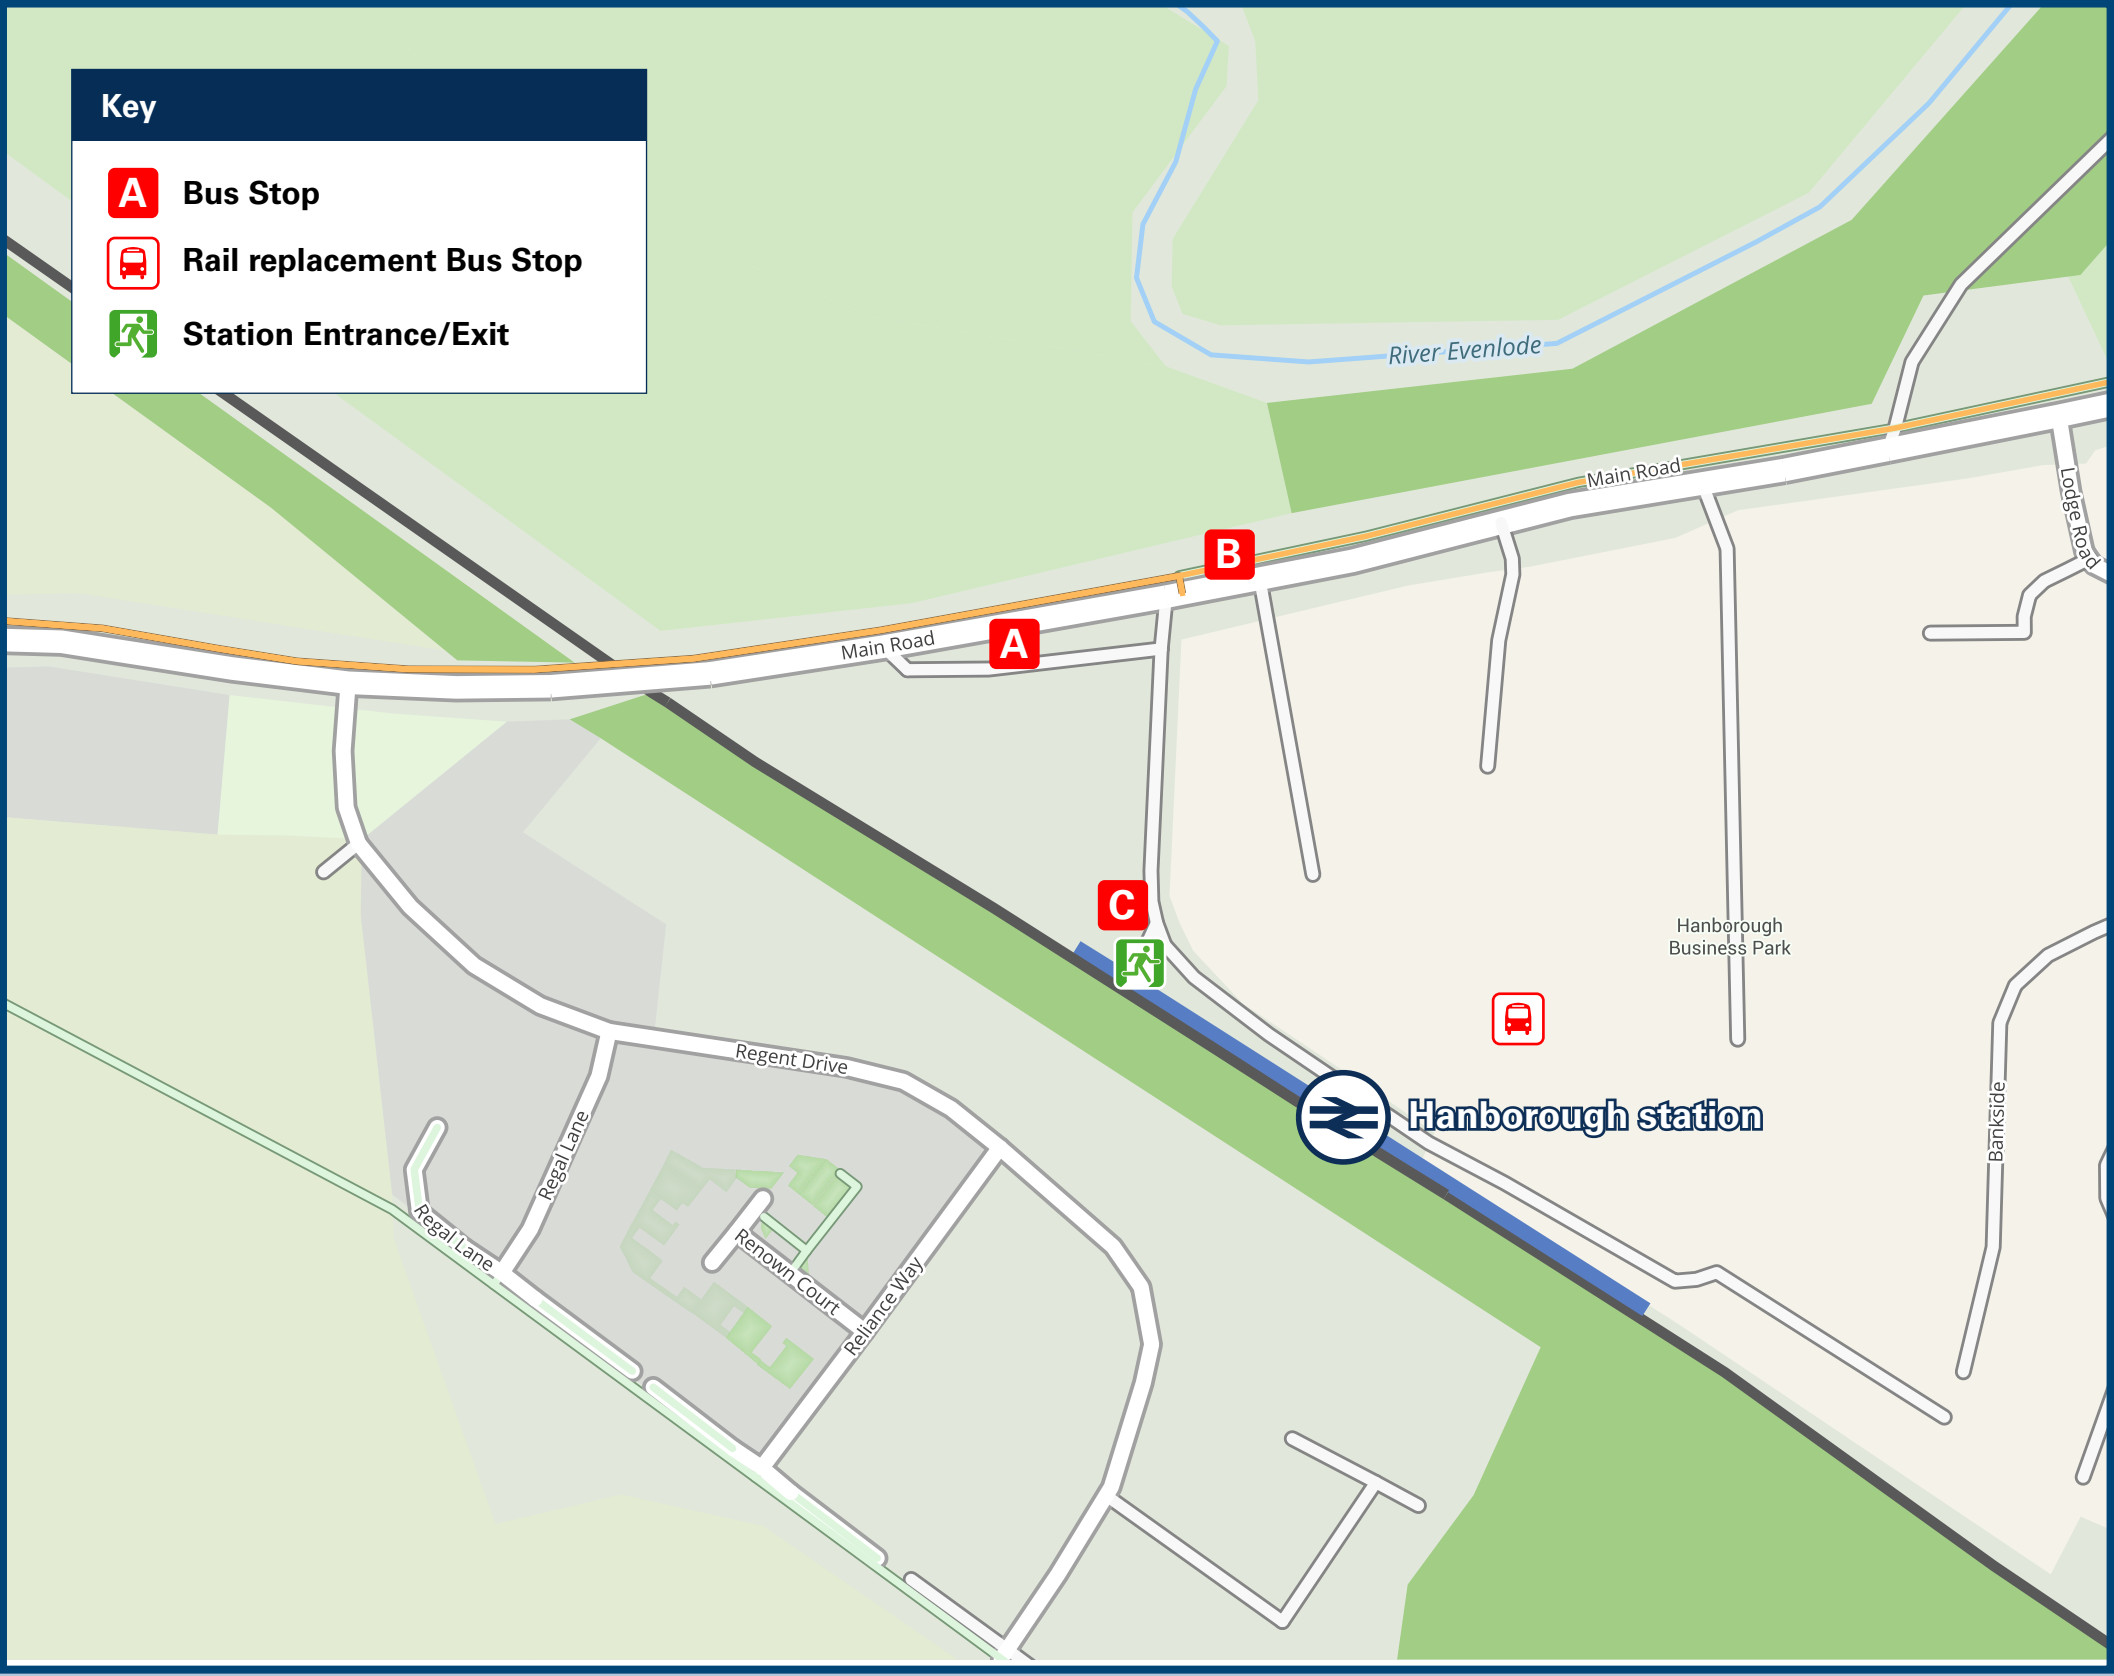 Key
A Bus Stop
Rail replacement Bus Stop
Station Entrance/Exit
River Evenlode
Main Road
Lodge Road
B
Main Road
A
C
Hanborough
Business Park
Hanborough station
Bankside
Regent Drive
Regal Lane
Regal Lane
Renown Court
Reliance Way